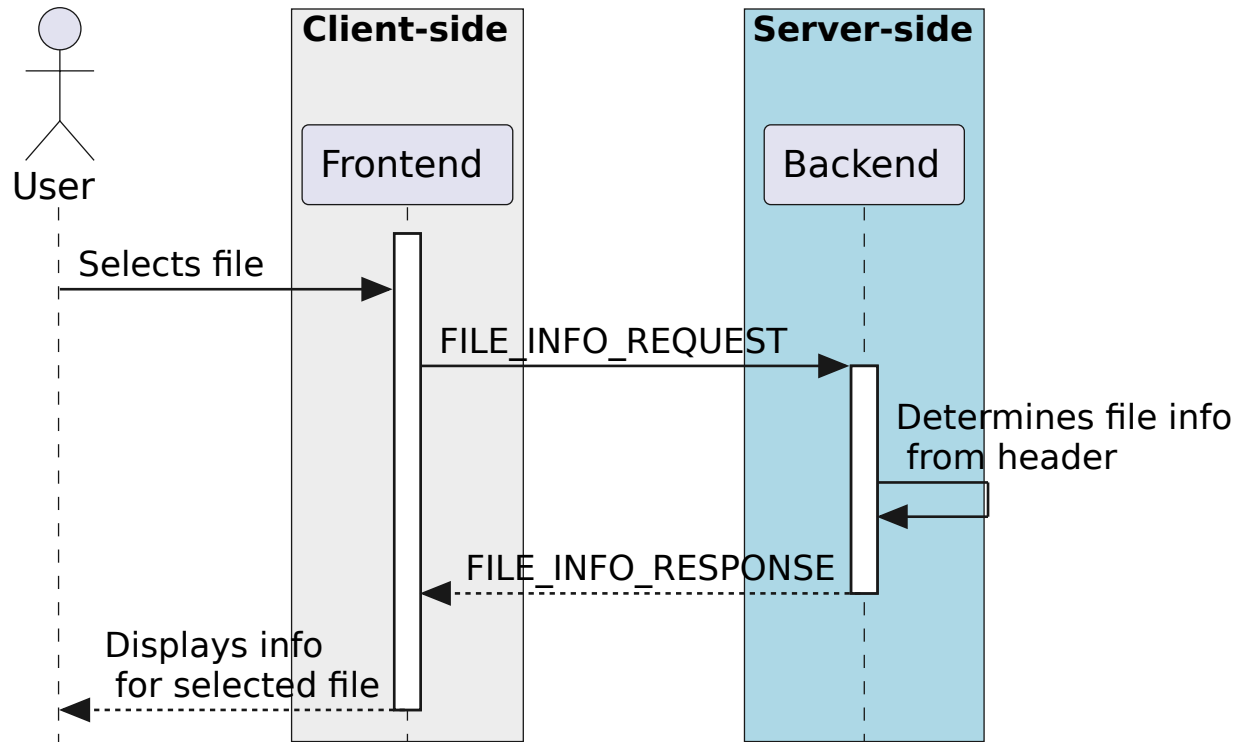 Client-side
Server-side
Frontend
Backend
User
Selects file
FILE_INFO_REQUEST
Determines file info
from header
FILE_INFO_RESPONSE
Displays info
for selected file